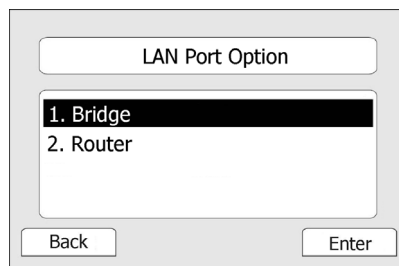 LAN Port Option
1. Bridge
2. Router
Back
Enter